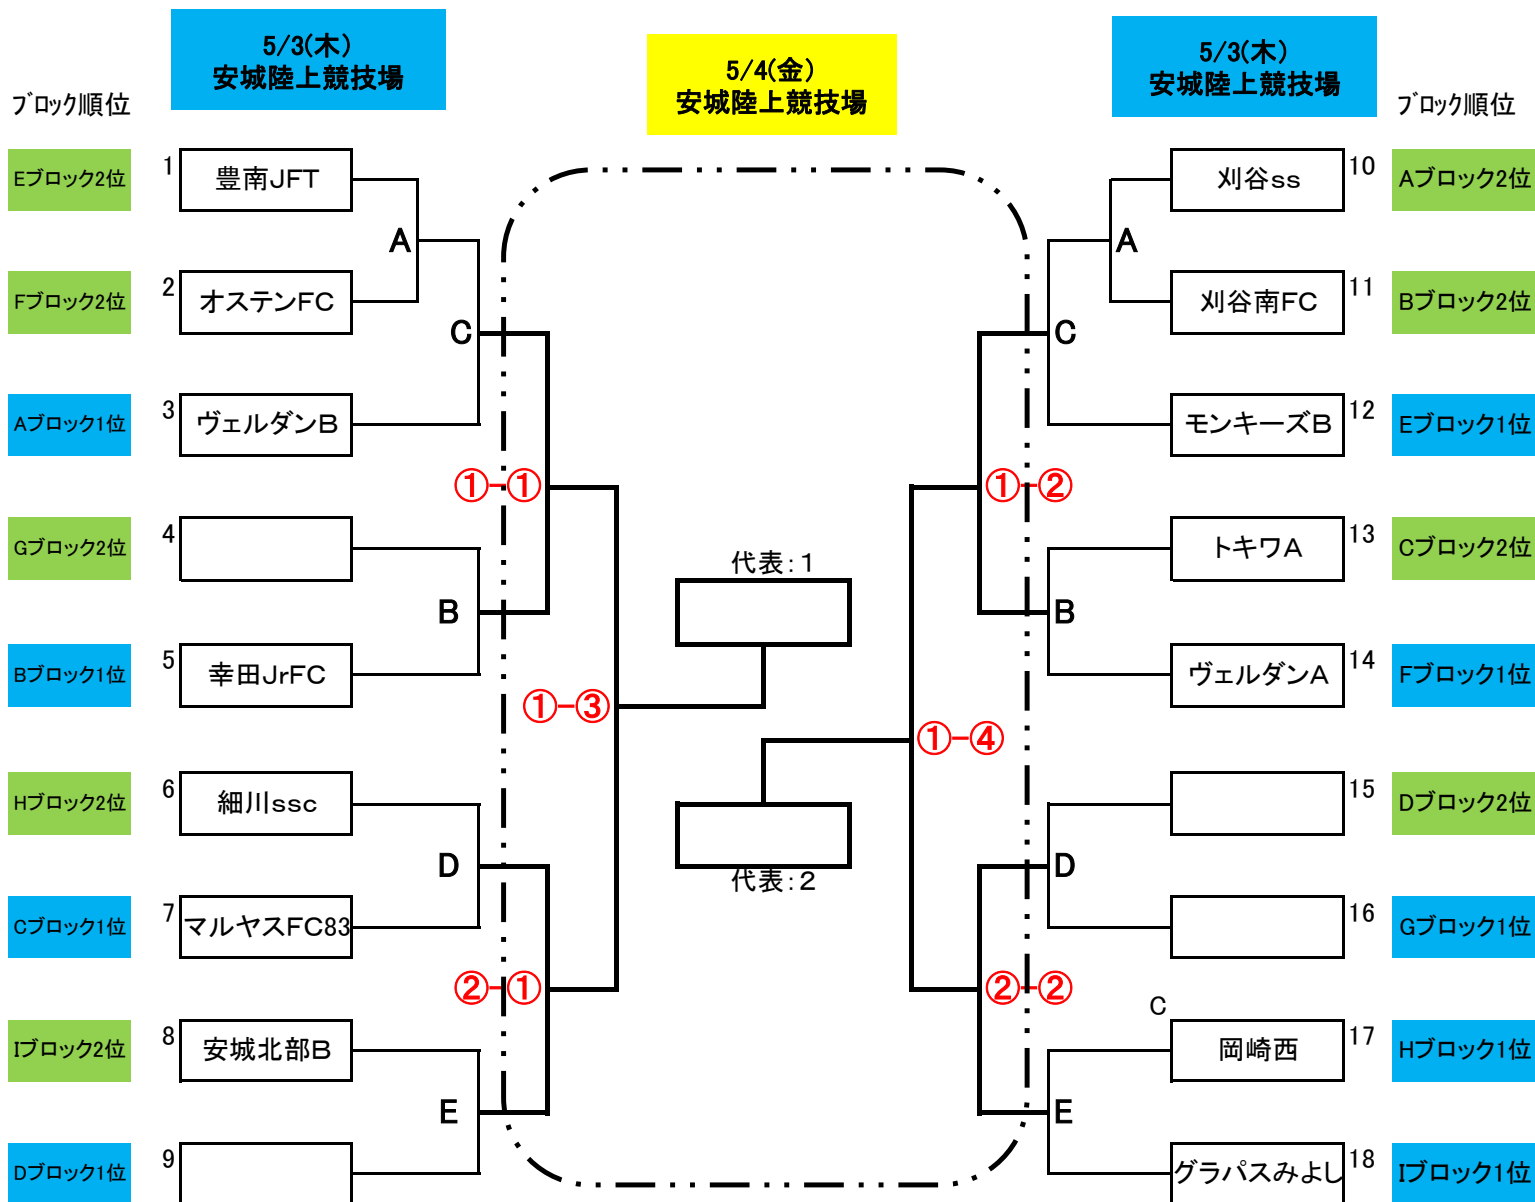 5/3(木)
安城陸上競技場
5/4(金)
安城陸上競技場
5/3(木)
安城陸上競技場
ブロック順位
ブロック順位
Eブロック2位
1
豊南JFT
A
Fブロック2位
2
オステンFC
C
Aブロック1位
3
ヴェルダンB
①-①
Gブロック2位
4
B
Bブロック1位
5
幸田JrFC
①-③
Hブロック2位
6
細川ssc
D
Cブロック1位
7
マルヤスFC83
②-①
Iブロック2位
8
安城北部B
E
Dブロック1位
9
代表:1
代表:2
刈谷ss
10
Aブロック2位
A
刈谷南FC
11
Bブロック2位
C
モンキーズB
12
Eブロック1位
①-②
トキワA
13
Cブロック2位
B
ヴェルダンA
14
Fブロック1位
①-④
15
Dブロック2位
D
16
Gブロック1位
②-②
C
岡崎西
17
Hブロック1位
E
グラパスみよし
18
Iブロック1位